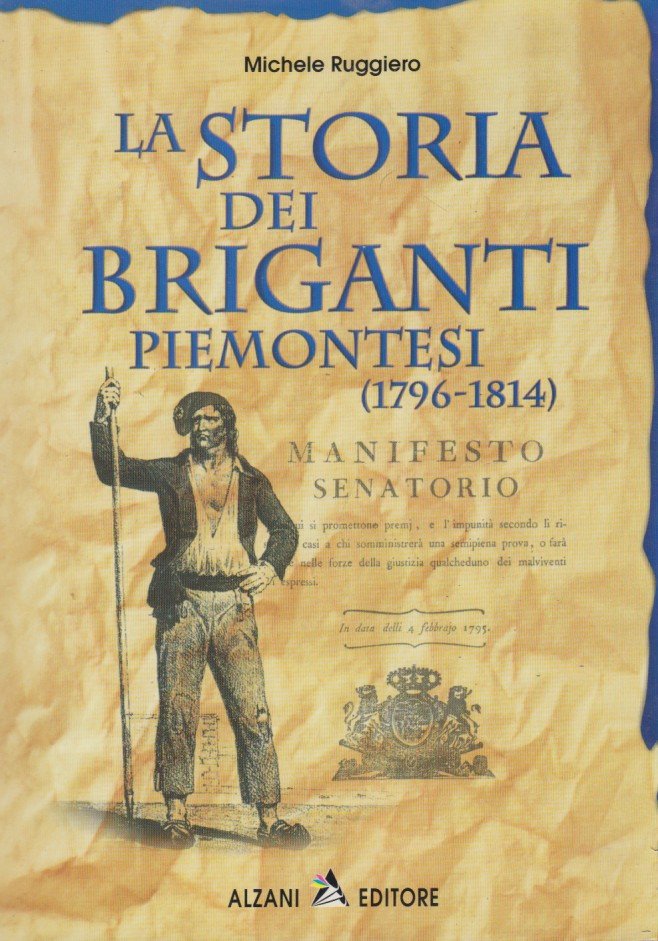 Michele Ruggiero
LA STORIA
DEI
BRIGANTI
PIEMONTESI
(1796-1814)
MANIFESTO
SENATORIO
si promettono premj, e l'impunità secondo li ri-
casi a chi somministrerà una semipiena prova, o farà
nelle forze della giustizia qualcheduno dei malviventi
espressi.
In data delli 4 febbrajo 1795.
ALZANI EDITORE